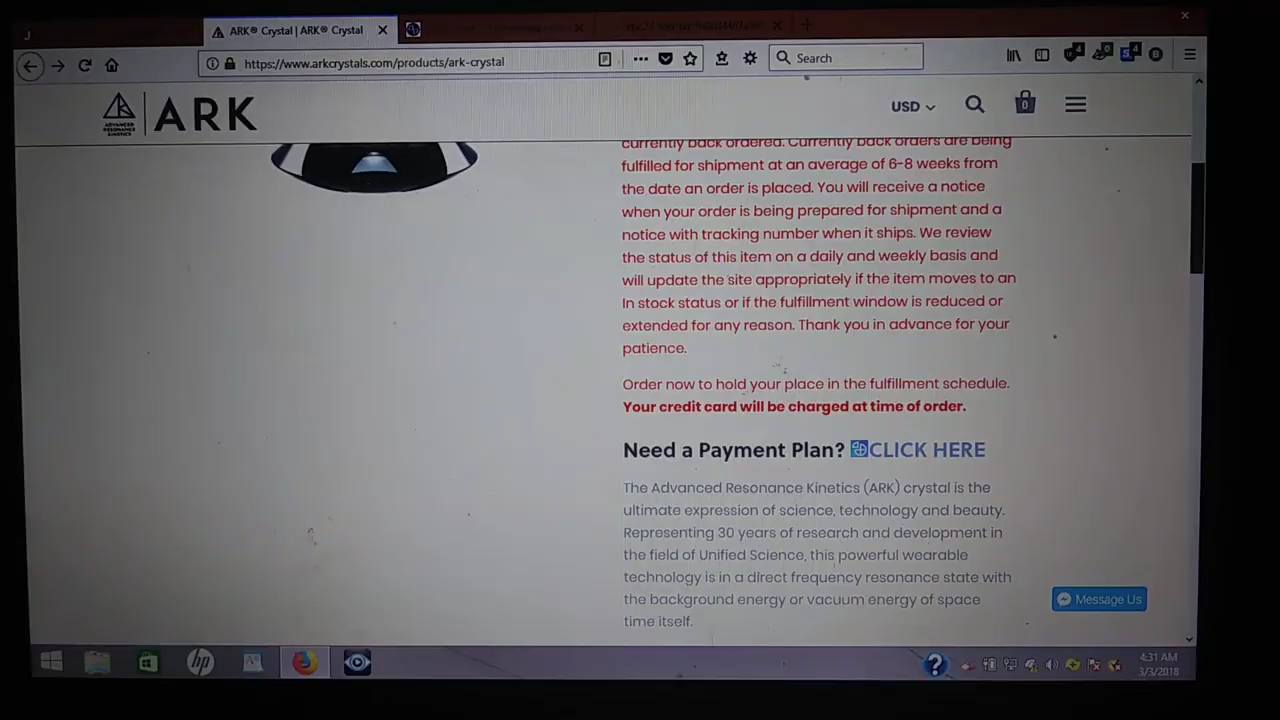 ARK® Crystal | ARK® Crystal
https://www.arkcrystals.com/products/ark-crystal
Search
4
0
4
ADVANCED
RESONANCE
KINETICS
ARK
USD
0
currently back ordered. Currently back orders are being
fulfilled for shipment at an average of 6-8 weeks from
the date an order is placed. You will receive a notice
when your order is being prepared for shipment and a
notice with tracking number when it ships. We review
the status of this item on a daily and weekly basis and
will update the site appropriately if the item moves to an
In stock status or if the fulfillment window is reduced or
extended for any reason. Thank you in advance for your
patience.
Order now to hold your place in the fulfillment schedule.
Your credit card will be charged at time of order.
Need a Payment Plan? CLICK HERE
The Advanced Resonance Kinetics (ARK) crystal is the
ultimate expression of science, technology and beauty.
Representing 30 years of research and development in
the field of Unified Science, this powerful wearable
technology is in a direct frequency resonance state with
the background energy or vacuum energy of space
time itself.
Message Us
hp
?
4:31 AM
3/3/2018